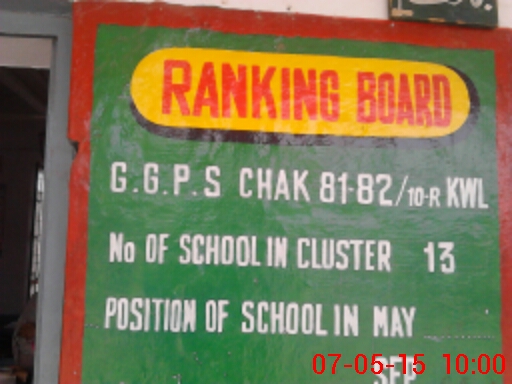 RANKING BOARD
G.G.P.S CHAK 81-82/10-R KWL
No OF SCHOOL IN CLUSTER 13
POSITION OF SCHOOL IN MAY
SEP
07-05-15 10:00